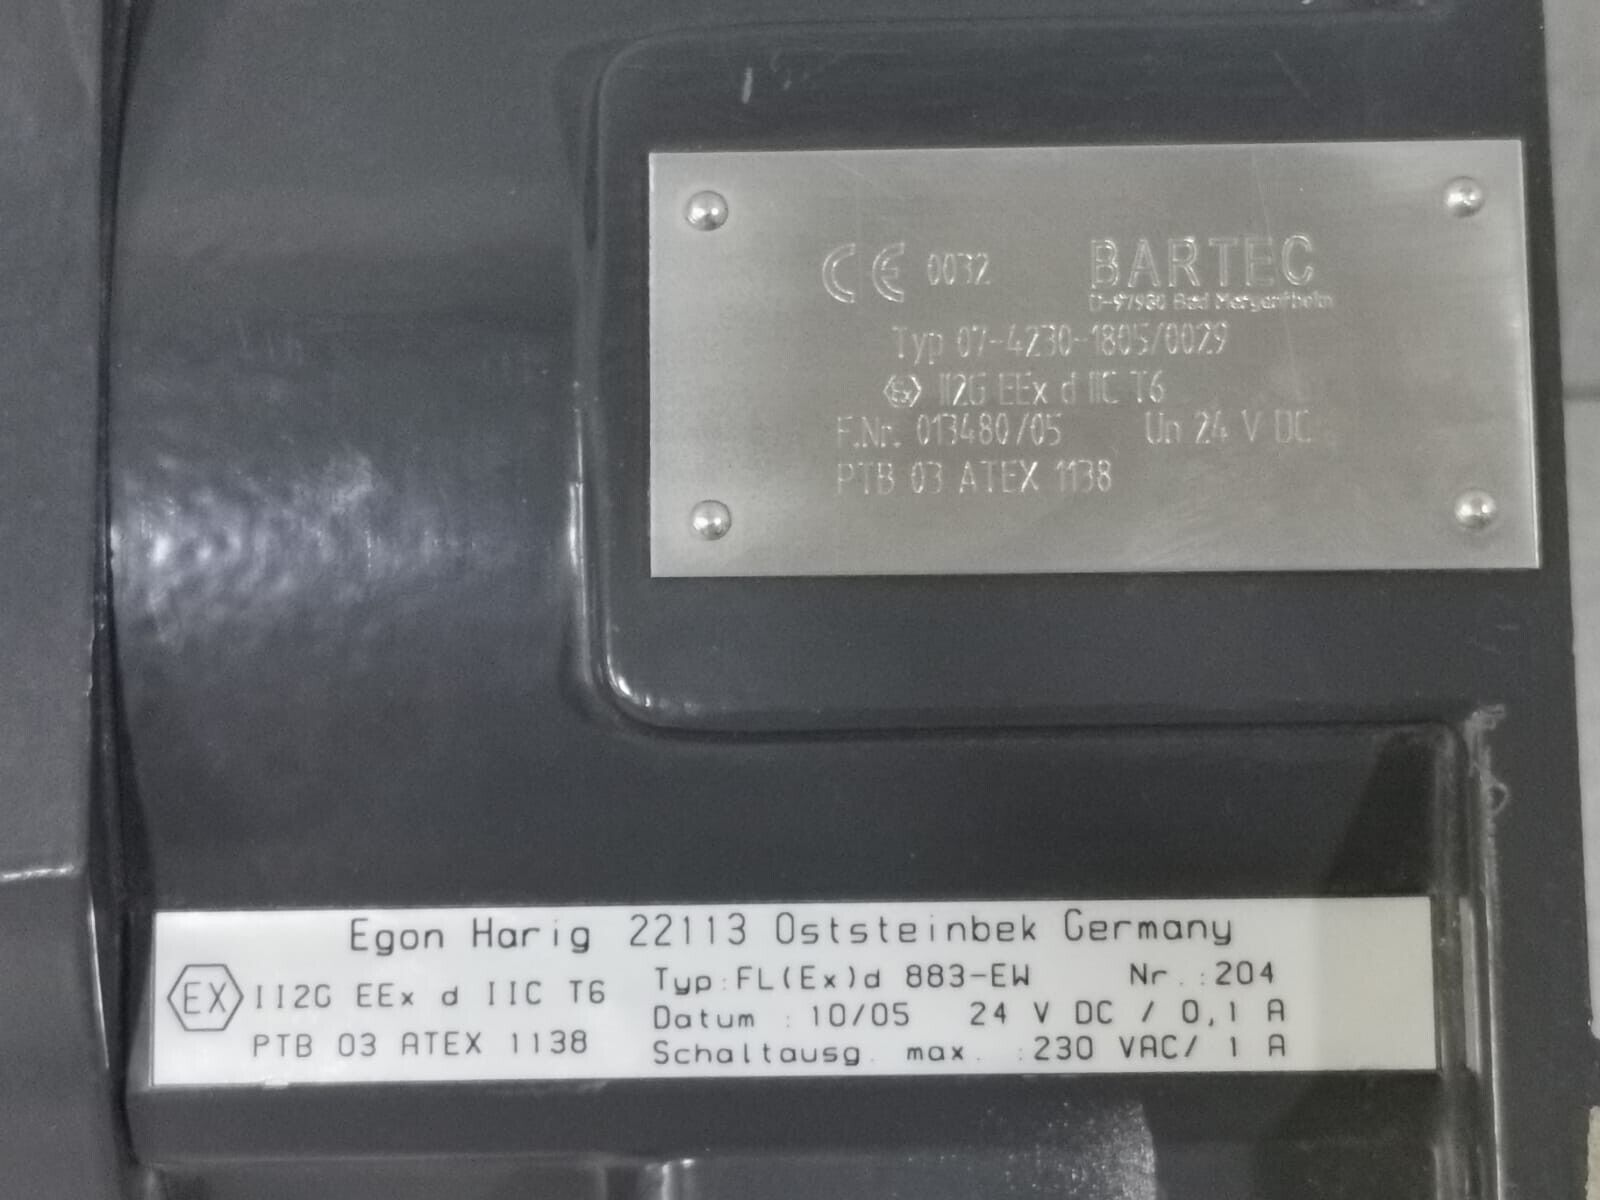 CE 0032 BARTEC
D-97980 Bad Mergentheim
Typ 07-4230-1805/0029
Ex II2G EEx d IIC T6
F.Nr. 013480/05 Un 24 V DC
PTB 03 ATEX 1138
Egon Harig 22113 Oststeinbek Germany
EX II2G EEx d IIC T6
PTB 03 ATEX 1138
Typ:FL(Ex)d 883-EW Nr.:204
Datum :10/05 24 V DC / 0,1 A
Schaltausg. max. :230 VAC/ 1 A